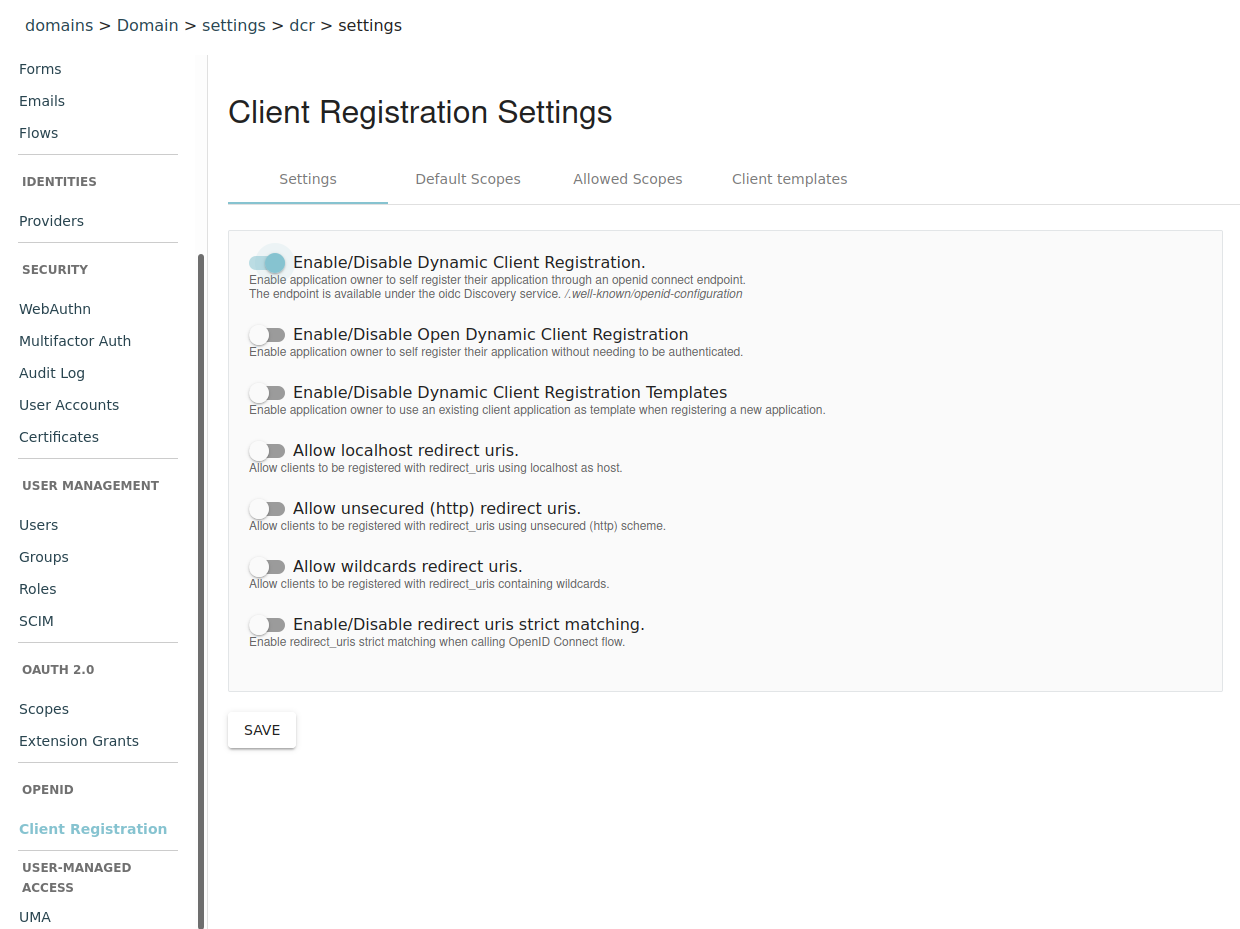 domains > Domain > settings > dcr > settings
Forms
Emails
Flows
IDENTITIES
Providers
SECURITY
WebAuthn
Multifactor Auth
Audit Log
User Accounts
Certificates
USER MANAGEMENT
Users
Groups
Roles
SCIM
OAUTH 2.0
Scopes
Extension Grants
OPENID
Client Registration
USER-MANAGED
ACCESS
UMA
Client Registration Settings
Settings Default Scopes Allowed Scopes Client templates
Enable/Disable Dynamic Client Registration.
Enable application owner to self register their application through an openid connect endpoint.
The endpoint is available under the oidc Discovery service. /.well-known/openid-configuration
Enable/Disable Open Dynamic Client Registration
Enable application owner to self register their application without needing to be authenticated.
Enable/Disable Dynamic Client Registration Templates
Enable application owner to use an existing client application as template when registering a new application.
Allow localhost redirect uris.
Allow clients to be registered with redirect_uris using localhost as host.
Allow unsecured (http) redirect uris.
Allow clients to be registered with redirect_uris using unsecured (http) scheme.
Allow wildcards redirect uris.
Allow clients to be registered with redirect_uris containing wildcards.
Enable/Disable redirect uris strict matching.
Enable redirect_uris strict matching when calling OpenID Connect flow.
SAVE